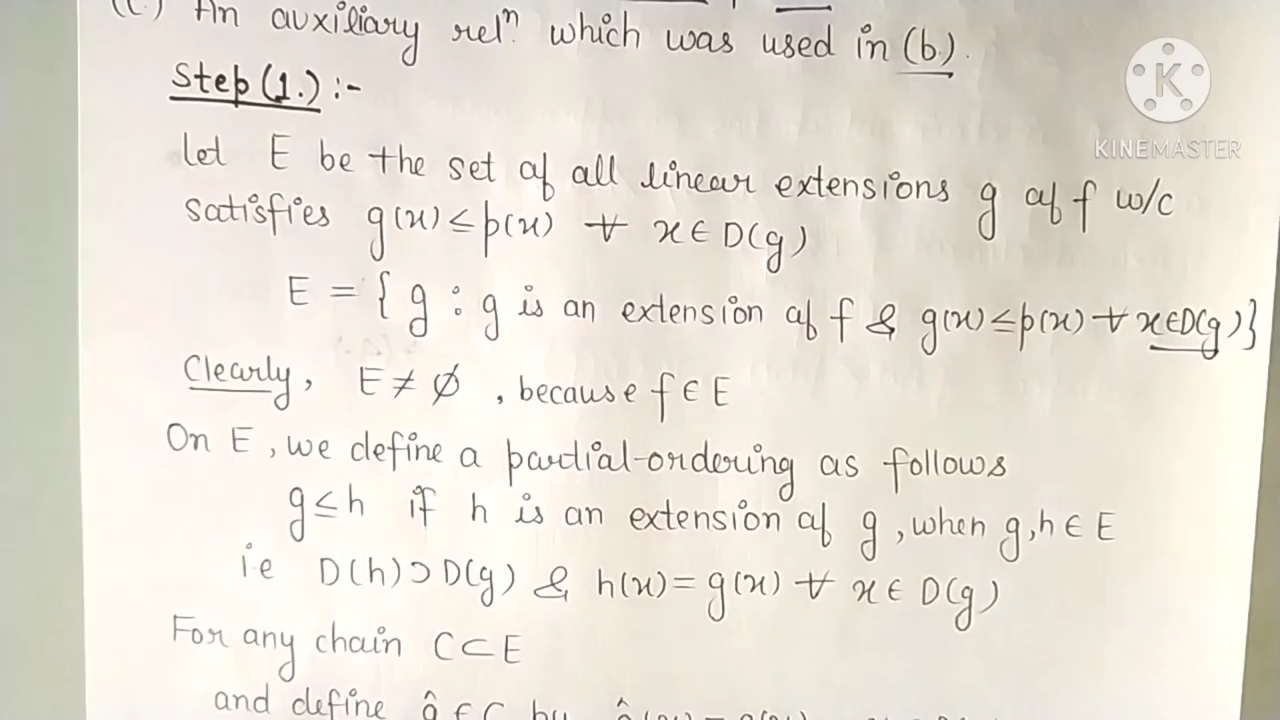 (c.) An auxiliary relⁿ. which was used in (b.).
Step (1.) :-
K
KINEMASTER
let E be the set of all linear extensions g of f w/c
satisfies g(x) ≤ p(x) ∀ x ∈ D(g)
E = { g : g is an extension of f & g(x) ≤ p(x) ∀ x ∈ D(g) }
Clearly, E ≠ ∅ , because f ∈ E
On E , we define a partial-ordering as follows
g ≤ h if h is an extension of g , when g, h ∈ E
i.e D(h) ⊃ D(g) & h(x) = g(x) ∀ x ∈ D(g)
For any chain C ⊂ E
and define ĝ ∈ C by